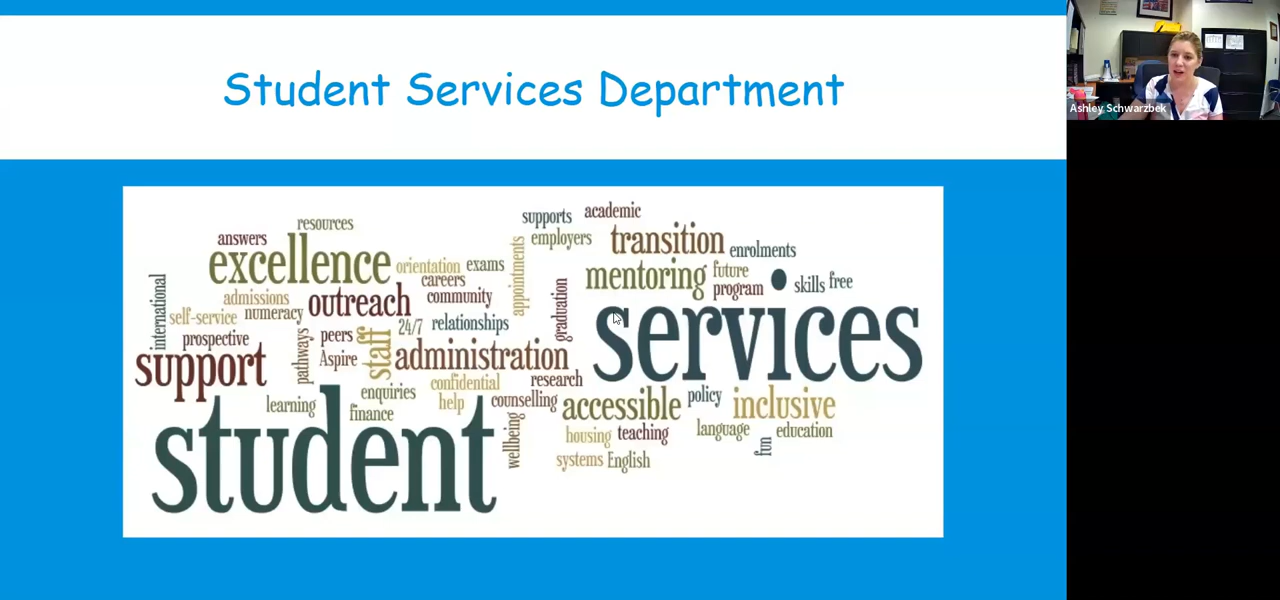 Student Services Department
Ashley Schwarzbek
resources
supports
academic
answers
employers
transition
enrolments
excellence
orientation
exams
appointments
mentoring
future
careers
program
skills
free
international
admissions
outreach
community
graduation
self-service
numeracy
24/7
relationships
services
prospective
pathways
peers
staff
Aspire
administration
support
enquiries
confidential
research
learning
finance
help
counselling
accessible
policy
inclusive
student
wellbeing
housing
teaching
language
fun
education
systems
English